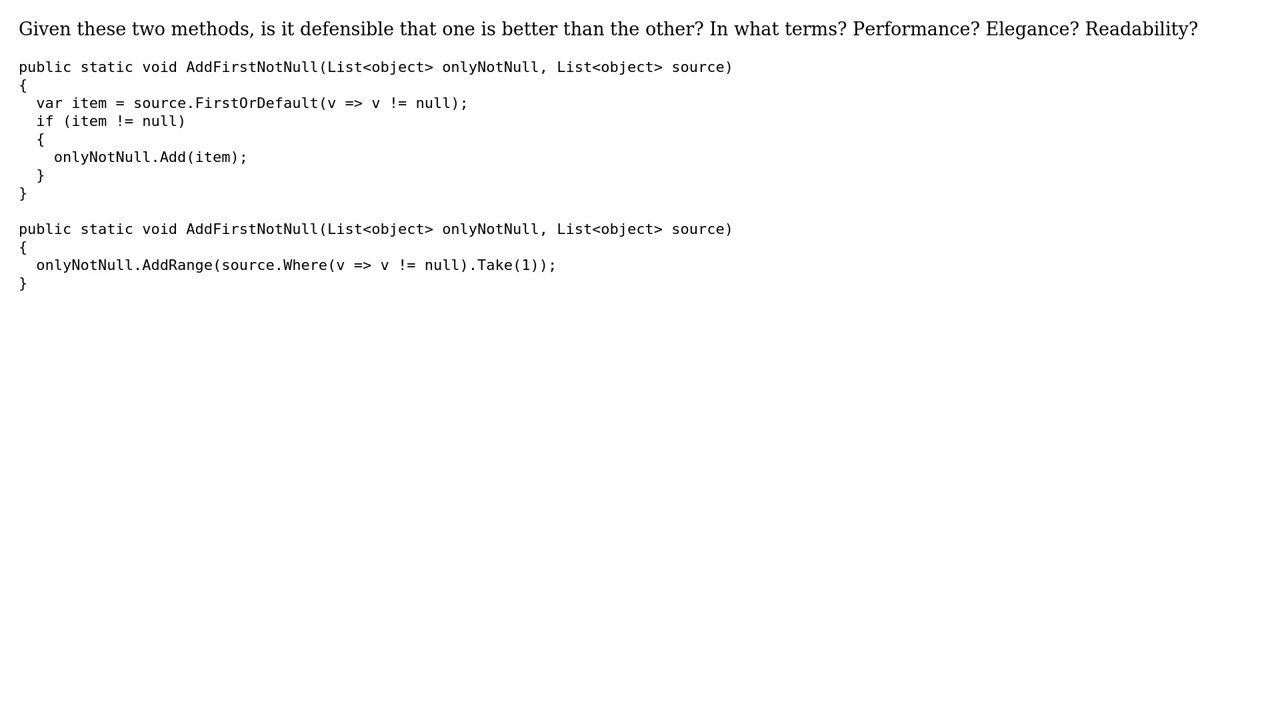 Given these two methods, is it defensible that one is better than the other? In what terms? Performance? Elegance? Readability?
public static void AddFirstNotNull(List<object> onlyNotNull, List<object> source)
{
  var item = source.FirstOrDefault(v => v != null);
  if (item != null)
  {
    onlyNotNull.Add(item);
  }
}

public static void AddFirstNotNull(List<object> onlyNotNull, List<object> source)
{
  onlyNotNull.AddRange(source.Where(v => v != null).Take(1));
}